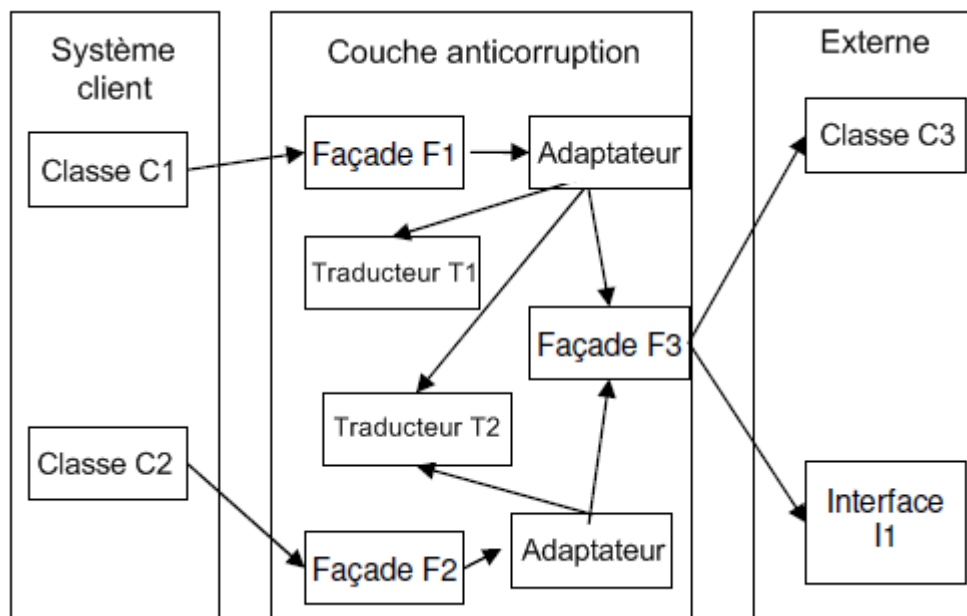 Système
client
Classe C1
Classe C2
Couche anticorruption
Façade F1
Adaptateur
Traducteur T1
Façade F3
Traducteur T2
Façade F2
Adaptateur
Externe
Classe C3
Interface
I1